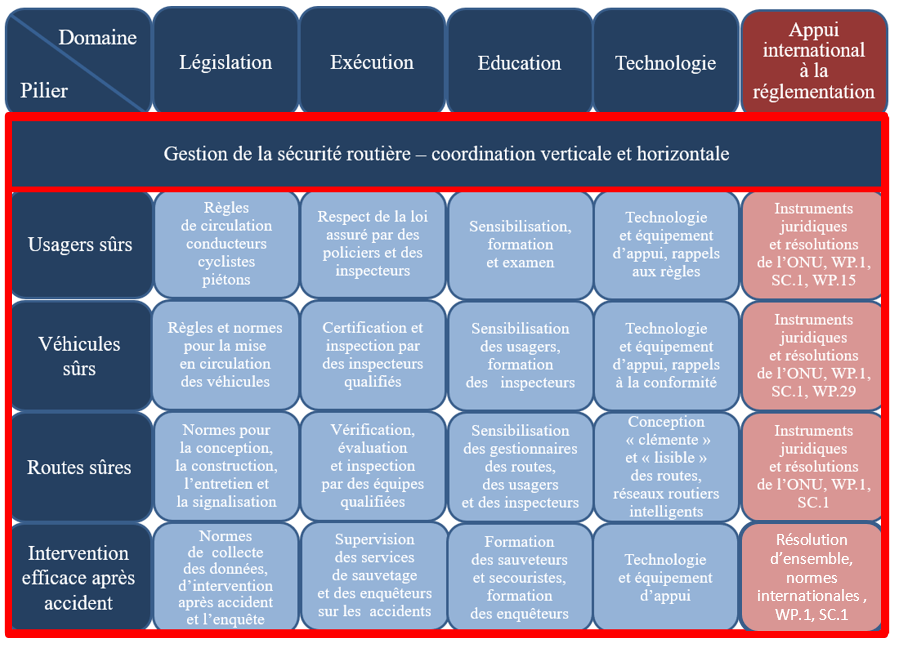 Domaine
Pilier
Législation
Exécution
Education
Technologie
Appui
international
à la
réglementation
Gestion de la sécurité routière – coordination verticale et horizontale
Usagers sûrs
Règles
de circulation
conducteurs
cyclistes
piétons
Respect de la loi
assuré par des
policiers et des
inspecteurs
Sensibilisation,
formation
et examen
Technologie
et équipement
d’appui, rappels
aux règles
Instruments
juridiques
et résolutions
de l’ONU, WP.1,
SC.1, WP.15
Véhicules
sûrs
Règles et normes
pour la mise
en circulation
des véhicules
Certification et
inspection par
des inspecteurs
qualifiés
Sensibilisation
des usagers,
formation
des inspecteurs
Technologie
et équipement
d’appui, rappels
à la conformité
Instruments
juridiques
et résolutions
de l’ONU, WP.1,
SC.1, WP.29
Routes sûres
Normes pour
la conception,
la construction,
l’entretien et
la signalisation
Vérification,
évaluation
et inspection
par des équipes
qualifiées
Sensibilisation
des gestionnaires
des routes,
des usagers
et des inspecteurs
Conception
« clémente »
et « lisible »
des routes,
réseaux routiers
intelligents
Instruments
juridiques
et résolutions
de l’ONU, WP.1,
SC.1
Intervention
efficace après
accident
Normes
de collecte
des données,
d’intervention
après accident
et l’enquête
Supervision
des services
de sauvetage
et des enquêteurs
sur les accidents
Formation
des sauveteurs
et secouristes,
formation
des enquêteurs
Technologie
et équipement
d’appui
Résolution
d’ensemble,
normes
internationales ,
WP.1, SC.1